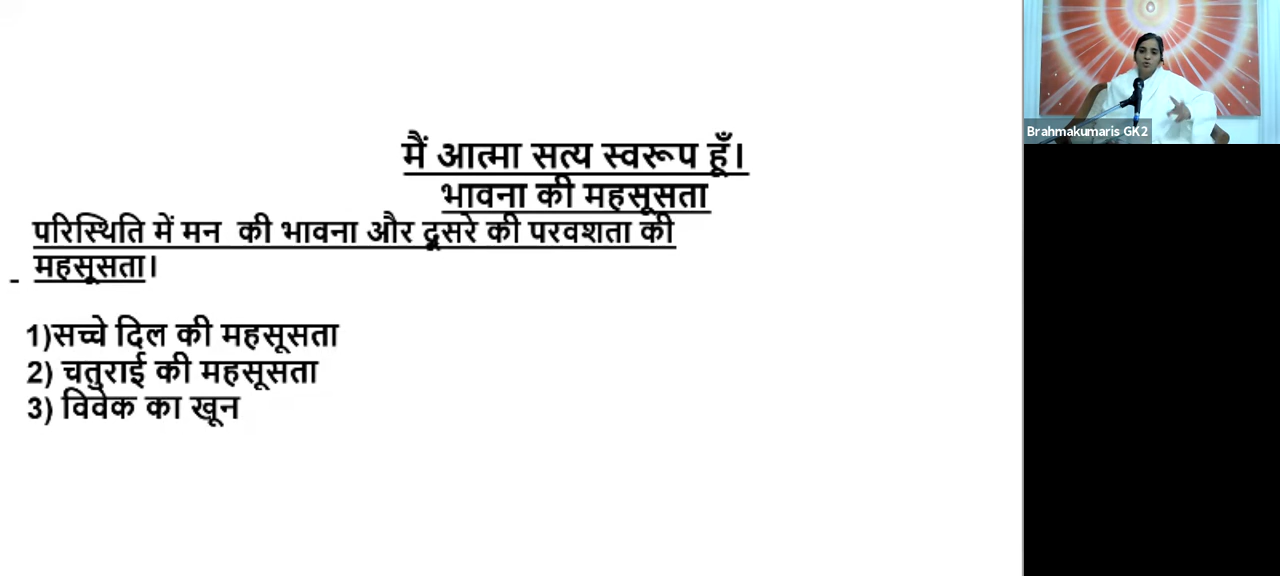 मैं आत्मा सत्य स्वरूप हूँ।
भावना की महसूसता
परिस्थिति में मन की भावना और दूसरे की परवशता की
- महसूसता।
1)सच्चे दिल की महसूसता
2) चतुराई की महसूसता
3) विवेक का खून
Brahmakumaris GK2